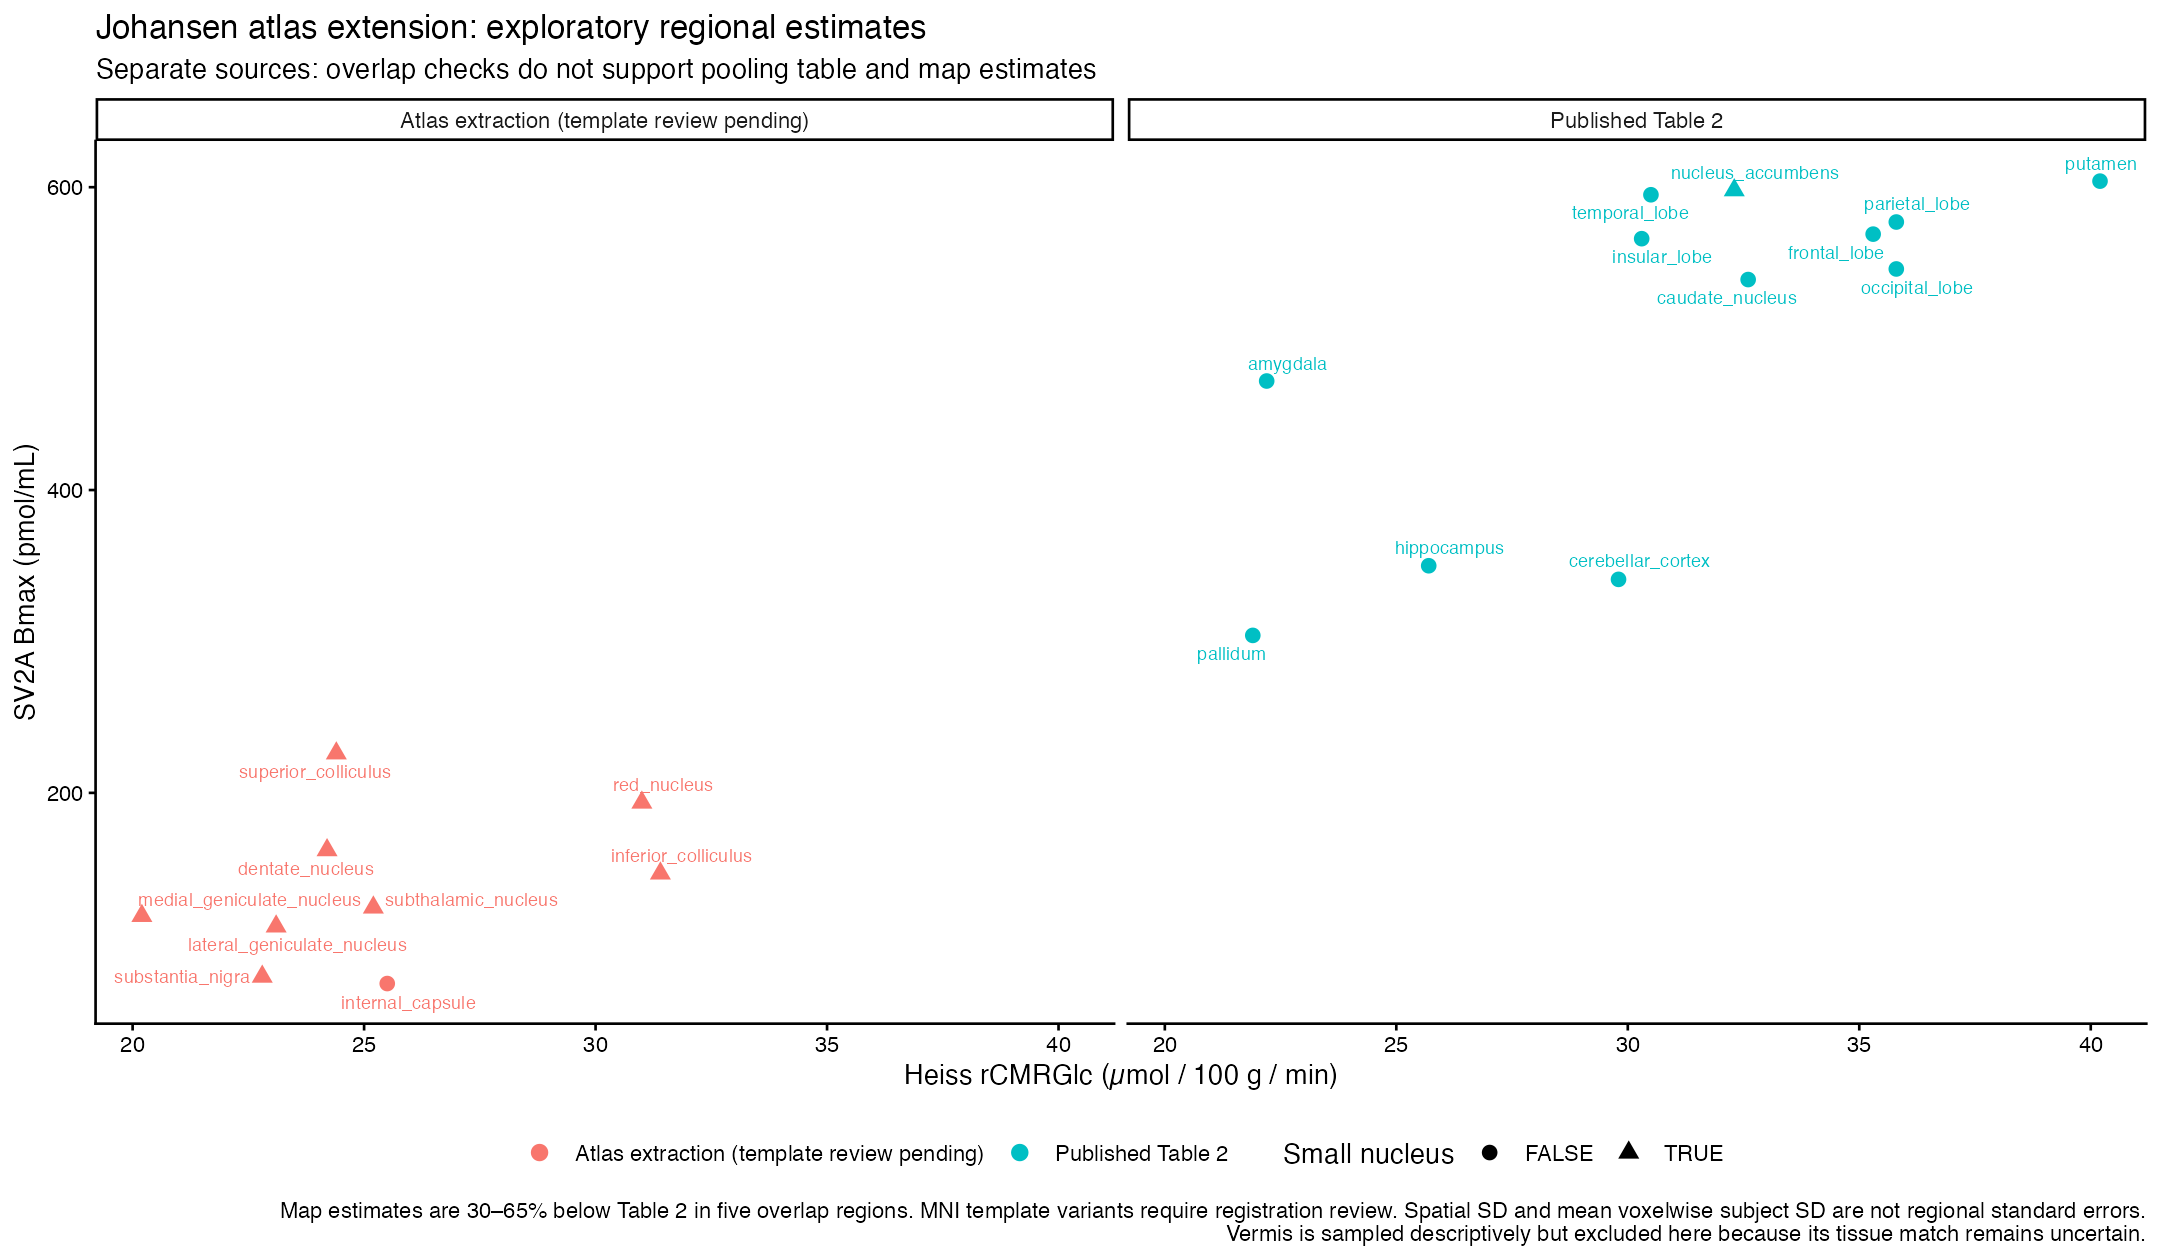 Johansen atlas extension: exploratory regional estimates
Separate sources: overlap checks do not support pooling table and map estimates
Atlas extraction (template review pending)
Published Table 2
SV2A Bmax (pmol/mL)
600
400
200
superior_colliculus
red_nucleus
dentate_nucleus
inferior_colliculus
medial_geniculate_nucleus
subthalamic_nucleus
lateral_geniculate_nucleus
substantia_nigra
internal_capsule
putamen
nucleus_accumbens
temporal_lobe
parietal_lobe
insular_lobe
frontal_lobe
caudate_nucleus
occipital_lobe
amygdala
hippocampus
cerebellar_cortex
pallidum
20 25 30 35 40
20 25 30 35 40
Heiss rCMRGlc (µmol / 100 g / min)
Atlas extraction (template review pending) Published Table 2 Small nucleus FALSE TRUE
Map estimates are 30–65% below Table 2 in five overlap regions. MNI template variants require registration review. Spatial SD and mean voxelwise subject SD are not regional standard errors.
Vermis is sampled descriptively but excluded here because its tissue match remains uncertain.